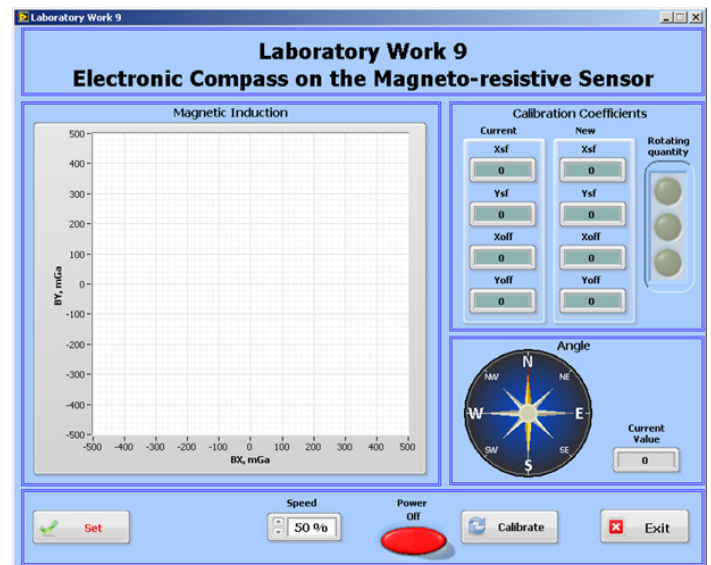 Laboratory Work 9
Laboratory Work 9
Electronic Compass on the Magneto-resistive Sensor
Magnetic Induction
500
400
300
200
100
0
-100
-200
-300
-400
-500
BY, mGa
-500 -400 -300 -200 -100 0 100 200 300 400 500
BX, mGa
Calibration Coefficients
Current New
Rotating
quantity
Xsf Xsf
0 0
Ysf Ysf
0 0
Xoff Xoff
0 0
Yoff Yoff
0 0
Angle
N
NW NE
W E
SW SE
S
Current
Value
0
Set
Speed
50 %
Power
Off
Calibrate
Exit